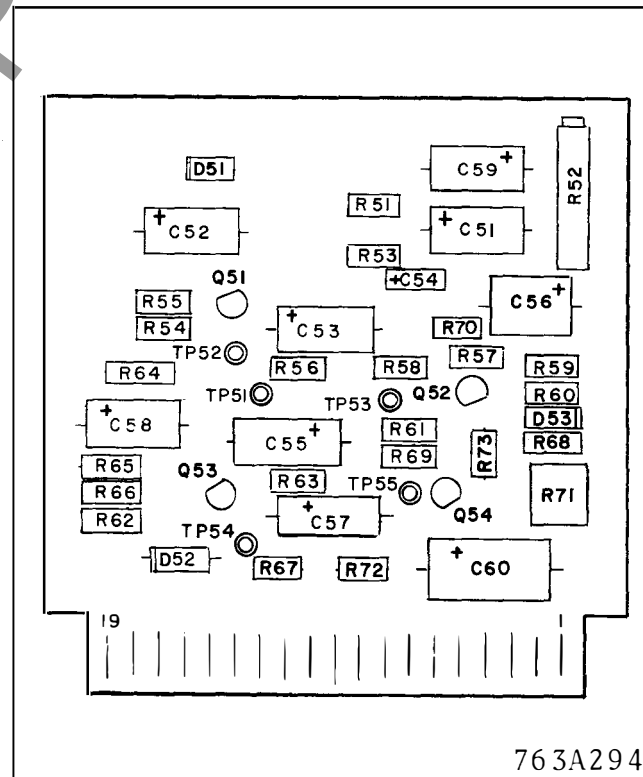 D51
C59+
R52
R51
+
C52
+
C51
R53
+C54
Q51
C56+
R55
+
C53
R54
R70
TP52
R57
R64
R56
R58
R59
TP51
TP53
Q52
R60
+
C58
D53
C55+
R61
R68
R69
R73
R65
Q53
R66
R63
TP55
R71
R62
+
C57
Q54
TP54
+
C60
D52
R67
R72
19
1
763A294